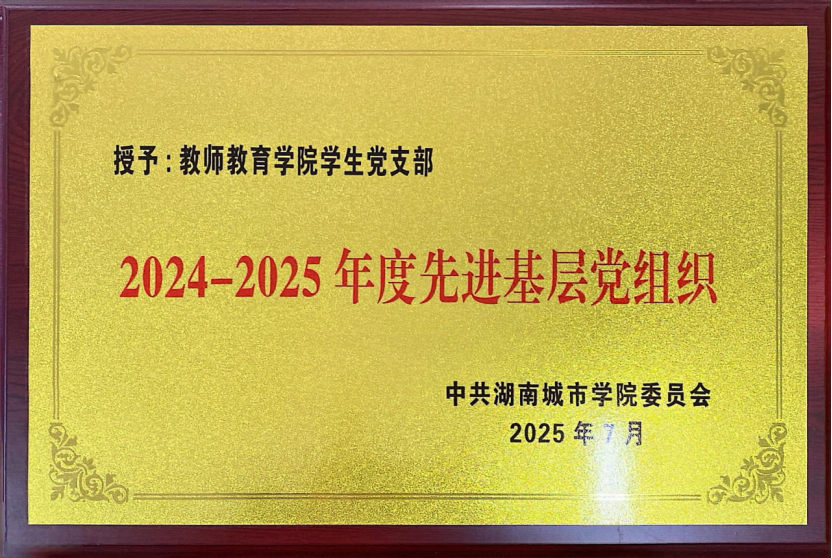 授予：教师教育学院学生党支部
2024-2025年度先进基层党组织
中共湖南城市学院委员会
2025年7月